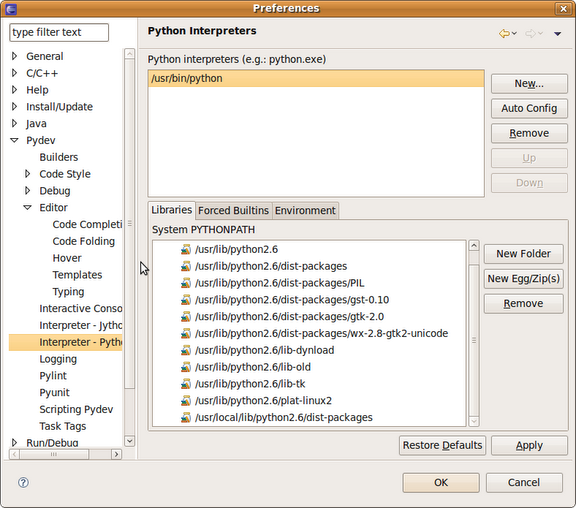 Preferences
type filter text
General
C/C++
Help
Install/Update
Java
Pydev
Builders
Code Style
Debug
Editor
Code Completi
Code Folding
Hover
Templates
Typing
Interactive Conso
Interpreter - Jytho
Interpreter - Pytho
Logging
Pylint
Pyunit
Scripting Pydev
Task Tags
Run/Debug
Python Interpreters
Python interpreters (e.g.: python.exe)
/usr/bin/python
New...
Auto Config
Remove
Up
Down
Libraries Forced Builtins Environment
System PYTHONPATH
/usr/lib/python2.6
/usr/lib/python2.6/dist-packages
/usr/lib/python2.6/dist-packages/PIL
/usr/lib/python2.6/dist-packages/gst-0.10
/usr/lib/python2.6/dist-packages/gtk-2.0
/usr/lib/python2.6/dist-packages/wx-2.8-gtk2-unicode
/usr/lib/python2.6/lib-dynload
/usr/lib/python2.6/lib-old
/usr/lib/python2.6/lib-tk
/usr/lib/python2.6/plat-linux2
/usr/local/lib/python2.6/dist-packages
New Folder
New Egg/Zip(s)
Remove
Restore Defaults Apply
OK Cancel